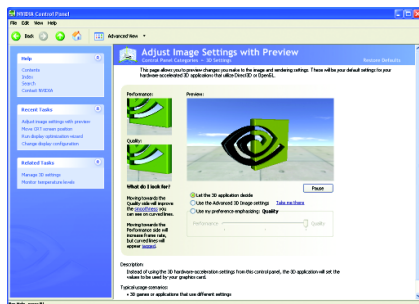 NVIDIA Control Panel
File Edit View Help
Back
Advanced View
Help
Contents
Index
Search
Contact NVIDIA
Recent Tasks
Adjust image settings with preview
Move CRT screen position
Run display optimization wizard
Change display configuration
Related Tasks
Manage 3D settings
Monitor temperature levels
Adjust Image Settings with Preview
Control Panel Categories > 3D Settings
Restore Defaults
This page allows you to preview changes you make to the image and rendering settings. These will be your default settings for your
hardware-accelerated 3D applications that utilize Direct3D or OpenGL.
Performance:
Quality:
What do I look for?
Moving towards the
Quality side will improve
the smoothness you
can see on curved lines.
Moving towards the
Performance side will
increase frame rate,
but curved lines will
appear jagged.
Preview:
Pause
Let the 3D application decide
Use the Advanced 3D image settings Take me there
Use my preference emphasizing: Quality
Performance
Quality
Description:
Instead of using the 3D hardware-acceleration settings from this control panel, the 3D application will set the
values to be used by your graphics card.
Typical usage scenarios:
• 3D games or applications that use different settings
For Help, press F1